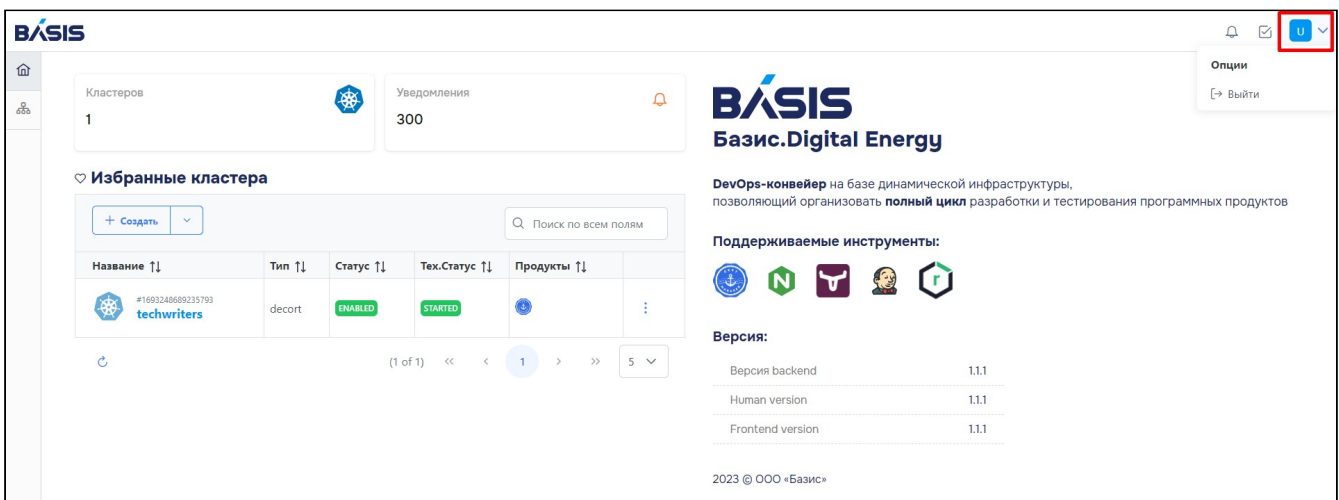 BASIS
U
Опции
Выйти
Кластеров
1
Уведомления
300
Избранные кластера
+ Создать
Поиск по всем полям
Название Тип Статус Тех.Статус Продукты
#1693248689235793
techwriters
decort
ENABLED
STARTED
(1 of 1) << < 1 > >> 5
BASIS
Базис.Digital Energy
DevOps-конвейер на базе динамической инфраструктуры,
позволяющий организовать полный цикл разработки и тестирования программных продуктов
Поддерживаемые инструменты:
N
r
Версия:
Версия backend 1.1.1
Human version 1.1.1
Frontend version 1.1.1
2023 © ООО «Базис»